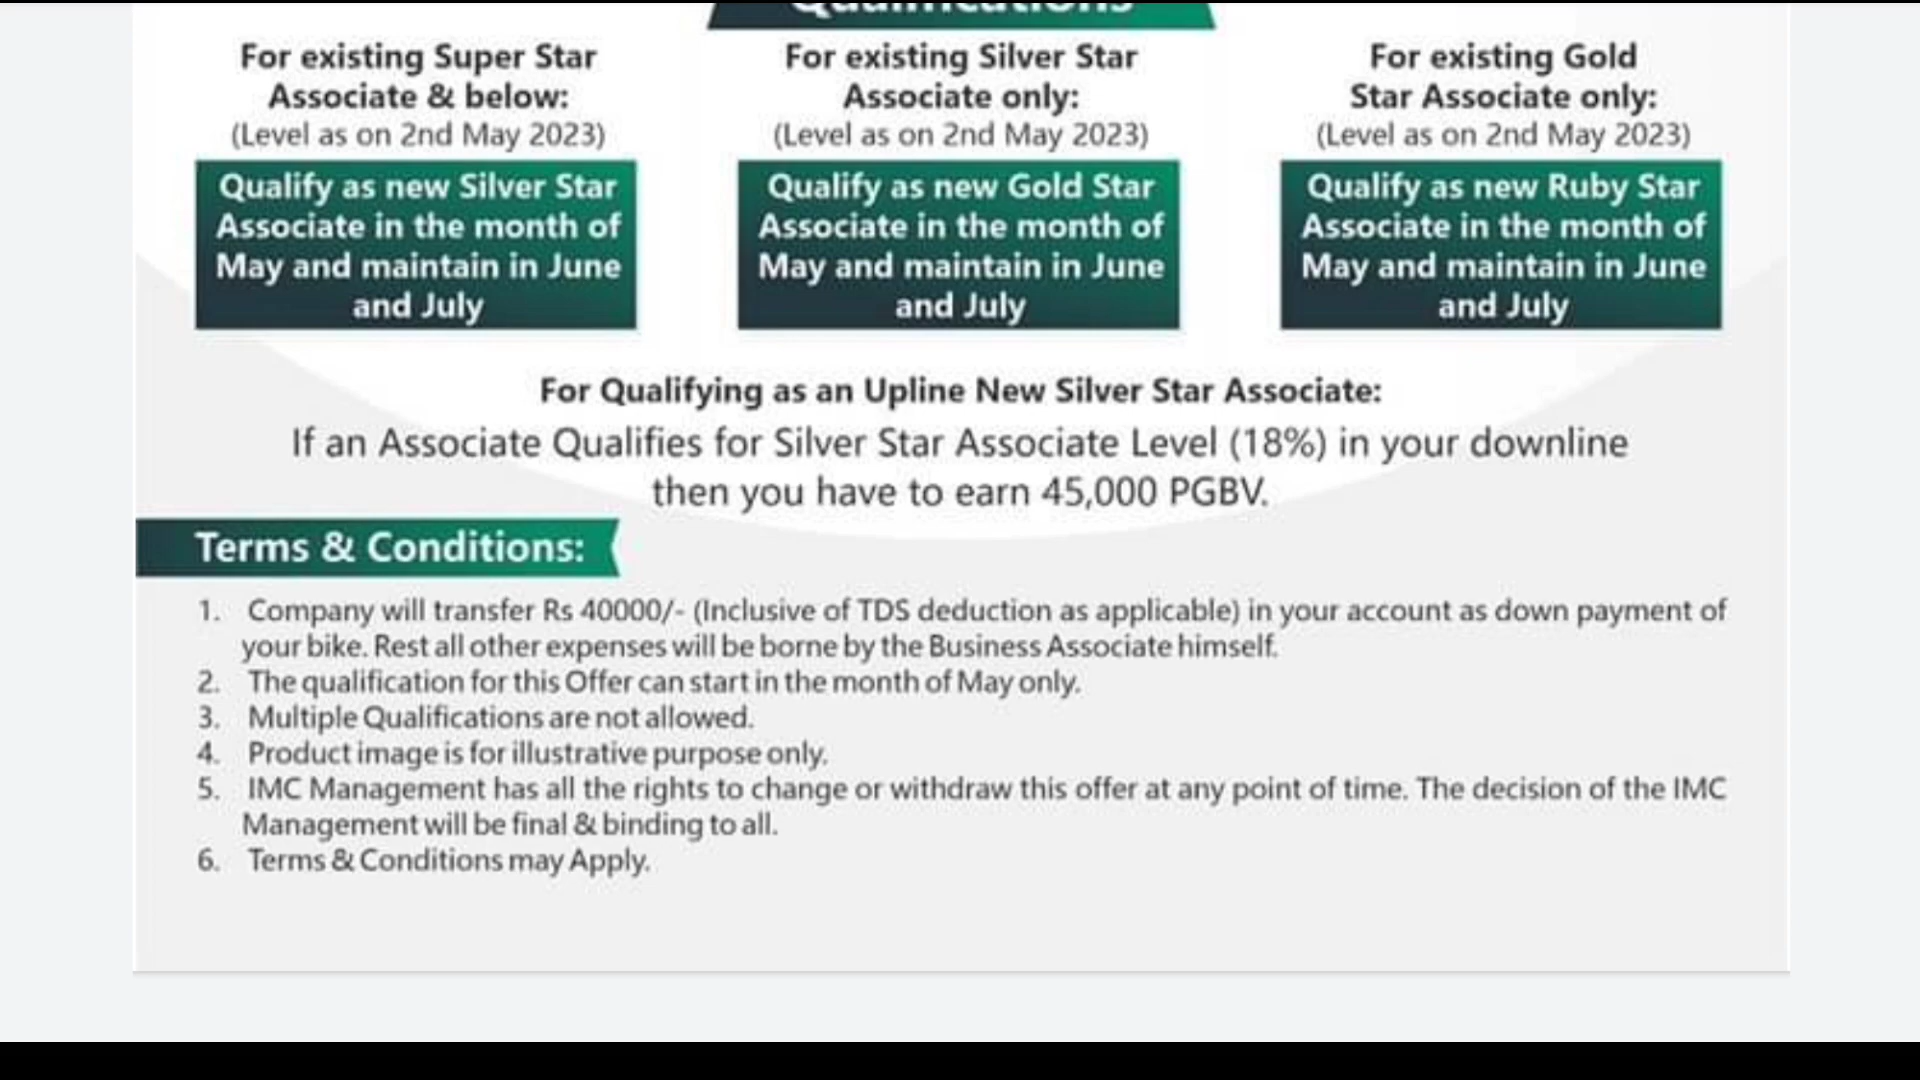 Qualifications
For existing Super Star
Associate & below:
(Level as on 2nd May 2023)
Qualify as new Silver Star
Associate in the month of
May and maintain in June
and July
For existing Silver Star
Associate only:
(Level as on 2nd May 2023)
Qualify as new Gold Star
Associate in the month of
May and maintain in June
and July
For existing Gold
Star Associate only:
(Level as on 2nd May 2023)
Qualify as new Ruby Star
Associate in the month of
May and maintain in June
and July
For Qualifying as an Upline New Silver Star Associate:
If an Associate Qualifies for Silver Star Associate Level (18%) in your downline
then you have to earn 45,000 PGBV.
Terms & Conditions:
1. Company will transfer Rs 40000/- (Inclusive of TDS deduction as applicable) in your account as down payment of
your bike. Rest all other expenses will be borne by the Business Associate himself.
2. The qualification for this Offer can start in the month of May only.
3. Multiple Qualifications are not allowed.
4. Product image is for illustrative purpose only.
5. IMC Management has all the rights to change or withdraw this offer at any point of time. The decision of the IMC
Management will be final & binding to all.
6. Terms & Conditions may Apply.